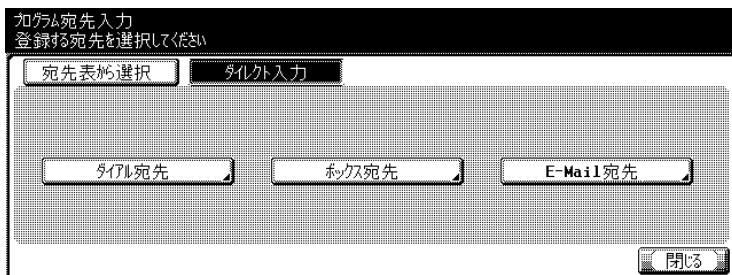 プログラム宛先入力
登録する宛先を選択してください
宛先表から選択 ダイレクト入力
ダイアル宛先 ボックス宛先 E-Mail宛先
閉じる